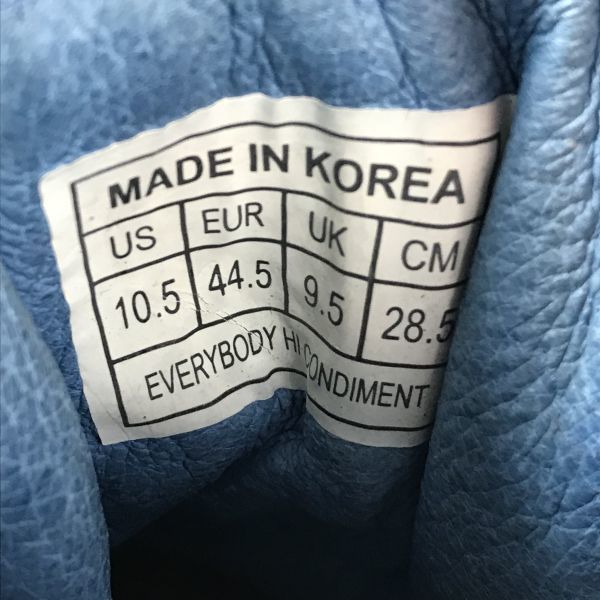 MADE IN KOREA
US EUR UK CM
10.5 44.5 9.5 28.5
EVERYBODY HI CONDIMENT